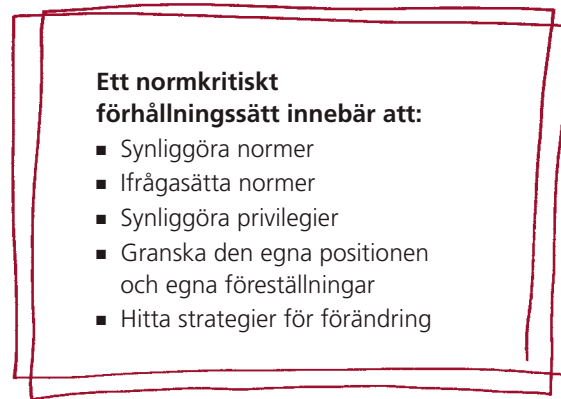 Ett normkritiskt
förhållningssätt innebär att:
▪ Synliggöra normer
▪ Ifrågasätta normer
▪ Synliggöra privilegier
▪ Granska den egna positionen
och egna föreställningar
▪ Hitta strategier för förändring